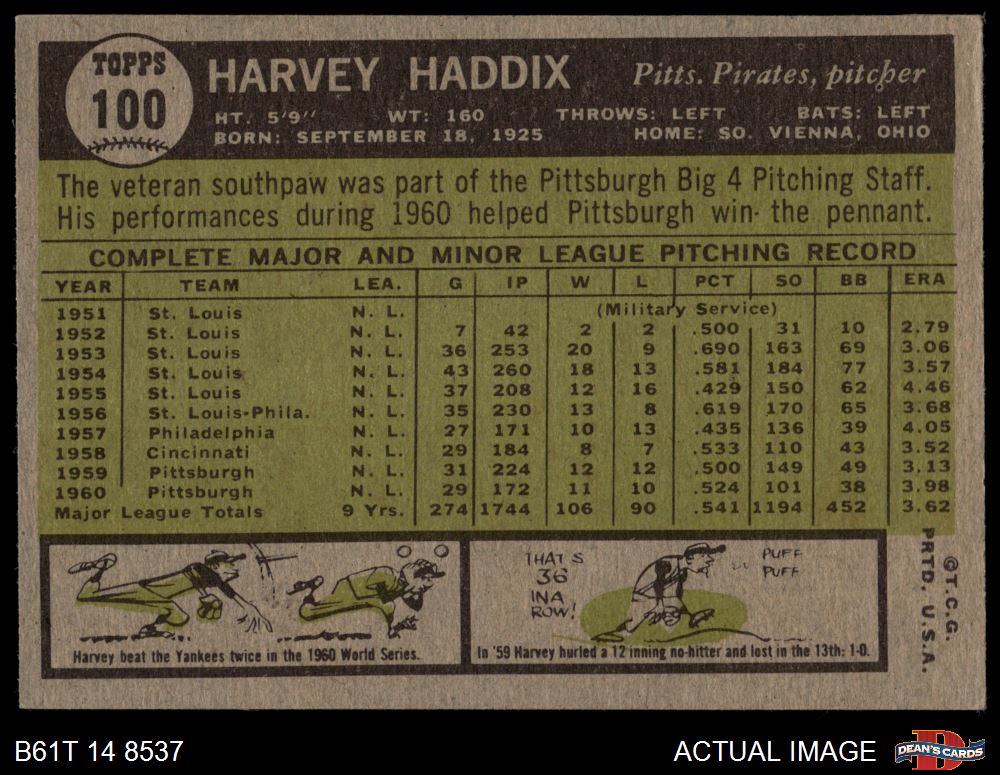 TOPPS
100
HARVEY HADDIX Pitts. Pirates, pitcher
HT. 5'9" WT: 160 THROWS: LEFT BATS: LEFT
BORN: SEPTEMBER 18, 1925 HOME: SO. VIENNA, OHIO
The veteran southpaw was part of the Pittsburgh Big 4 Pitching Staff.
His performances during 1960 helped Pittsburgh win the pennant.
COMPLETE MAJOR AND MINOR LEAGUE PITCHING RECORD
YEAR TEAM LEA. G IP W L PCT SO BB ERA
1951 St. Louis N. L. (Military Service)
1952 St. Louis N. L. 7 42 2 2 .500 31 10 2.79
1953 St. Louis N. L. 36 253 20 9 .690 163 69 3.06
1954 St. Louis N. L. 43 260 18 13 .581 184 77 3.57
1955 St. Louis N. L. 37 208 12 16 .429 150 62 4.46
1956 St. Louis-Phila. N. L. 35 230 13 8 .619 170 65 3.68
1957 Philadelphia N. L. 27 171 10 13 .435 136 39 4.05
1958 Cincinnati N. L. 29 184 8 7 .533 110 43 3.52
1959 Pittsburgh N. L. 31 224 12 12 .500 149 49 3.13
1960 Pittsburgh N. L. 29 172 11 10 .524 101 38 3.98
Major League Totals 9 Yrs. 274 1744 106 90 .541 1194 452 3.62
Harvey beat the Yankees twice in the 1960 World Series.
THAT'S
36
IN A
ROW!
PUFF
PUFF
In '59 Harvey hurled a 12 inning no-hitter and lost in the 13th: 1-0.
©T.C.G.
PRTD. U.S.A.
B61T 14 8537
ACTUAL IMAGE
D
DEAN'S CARDS